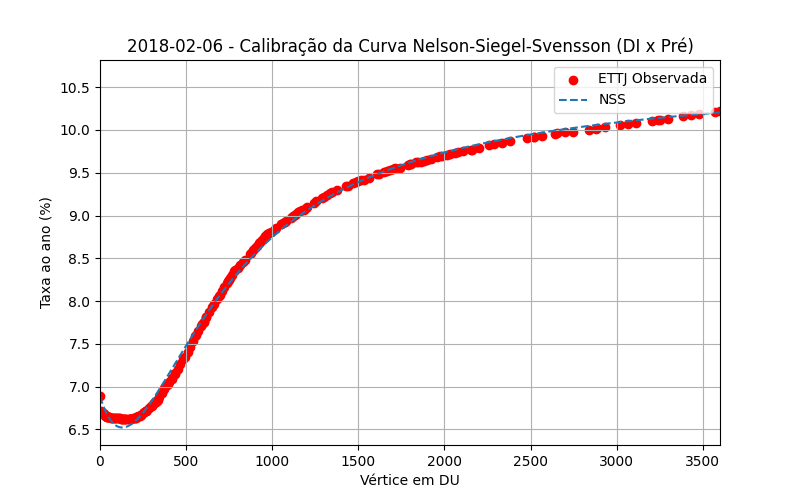 2018-02-06 - Calibração da Curva Nelson-Siegel-Svensson (DI x Pré)
ETTJ Observada
NSS
Taxa ao ano (%)
10.5
10.0
9.5
9.0
8.5
8.0
7.5
7.0
6.5
0 500 1000 1500 2000 2500 3000 3500
Vértice em DU